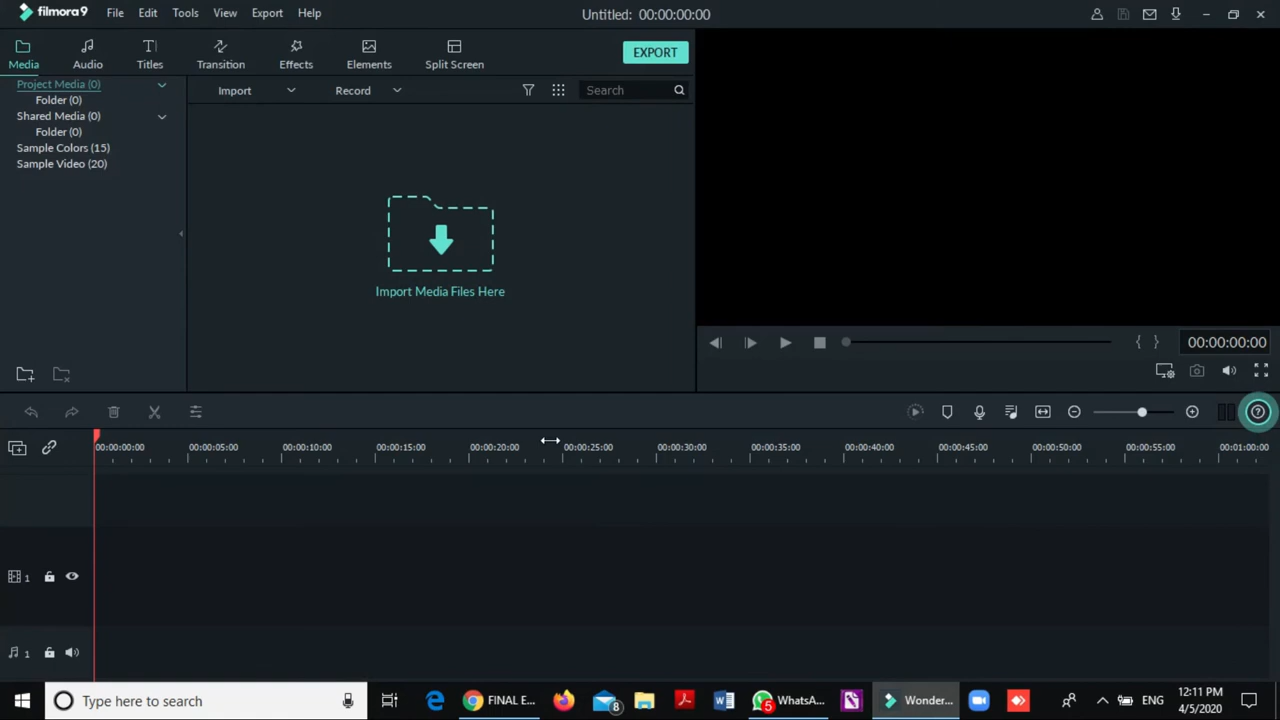 filmora9 File Edit Tools View Export Help Untitled: 00:00:00:00
Media Audio Titles Transition Effects Elements Split Screen EXPORT
Project Media (0)
Folder (0)
Shared Media (0)
Folder (0)
Sample Colors (15)
Sample Video (20)
Import Record Search
Import Media Files Here
00:00:00:00
00:00:00:00 00:00:05:00 00:00:10:00 00:00:15:00 00:00:20:00 00:00:25:00 00:00:30:00 00:00:35:00 00:00:40:00 00:00:45:00 00:00:50:00 00:00:55:00 00:01:00:00
1
1
Type here to search FINAL E... 8 5 WhatsA... Wonder... ENG 12:11 PM
4/5/2020